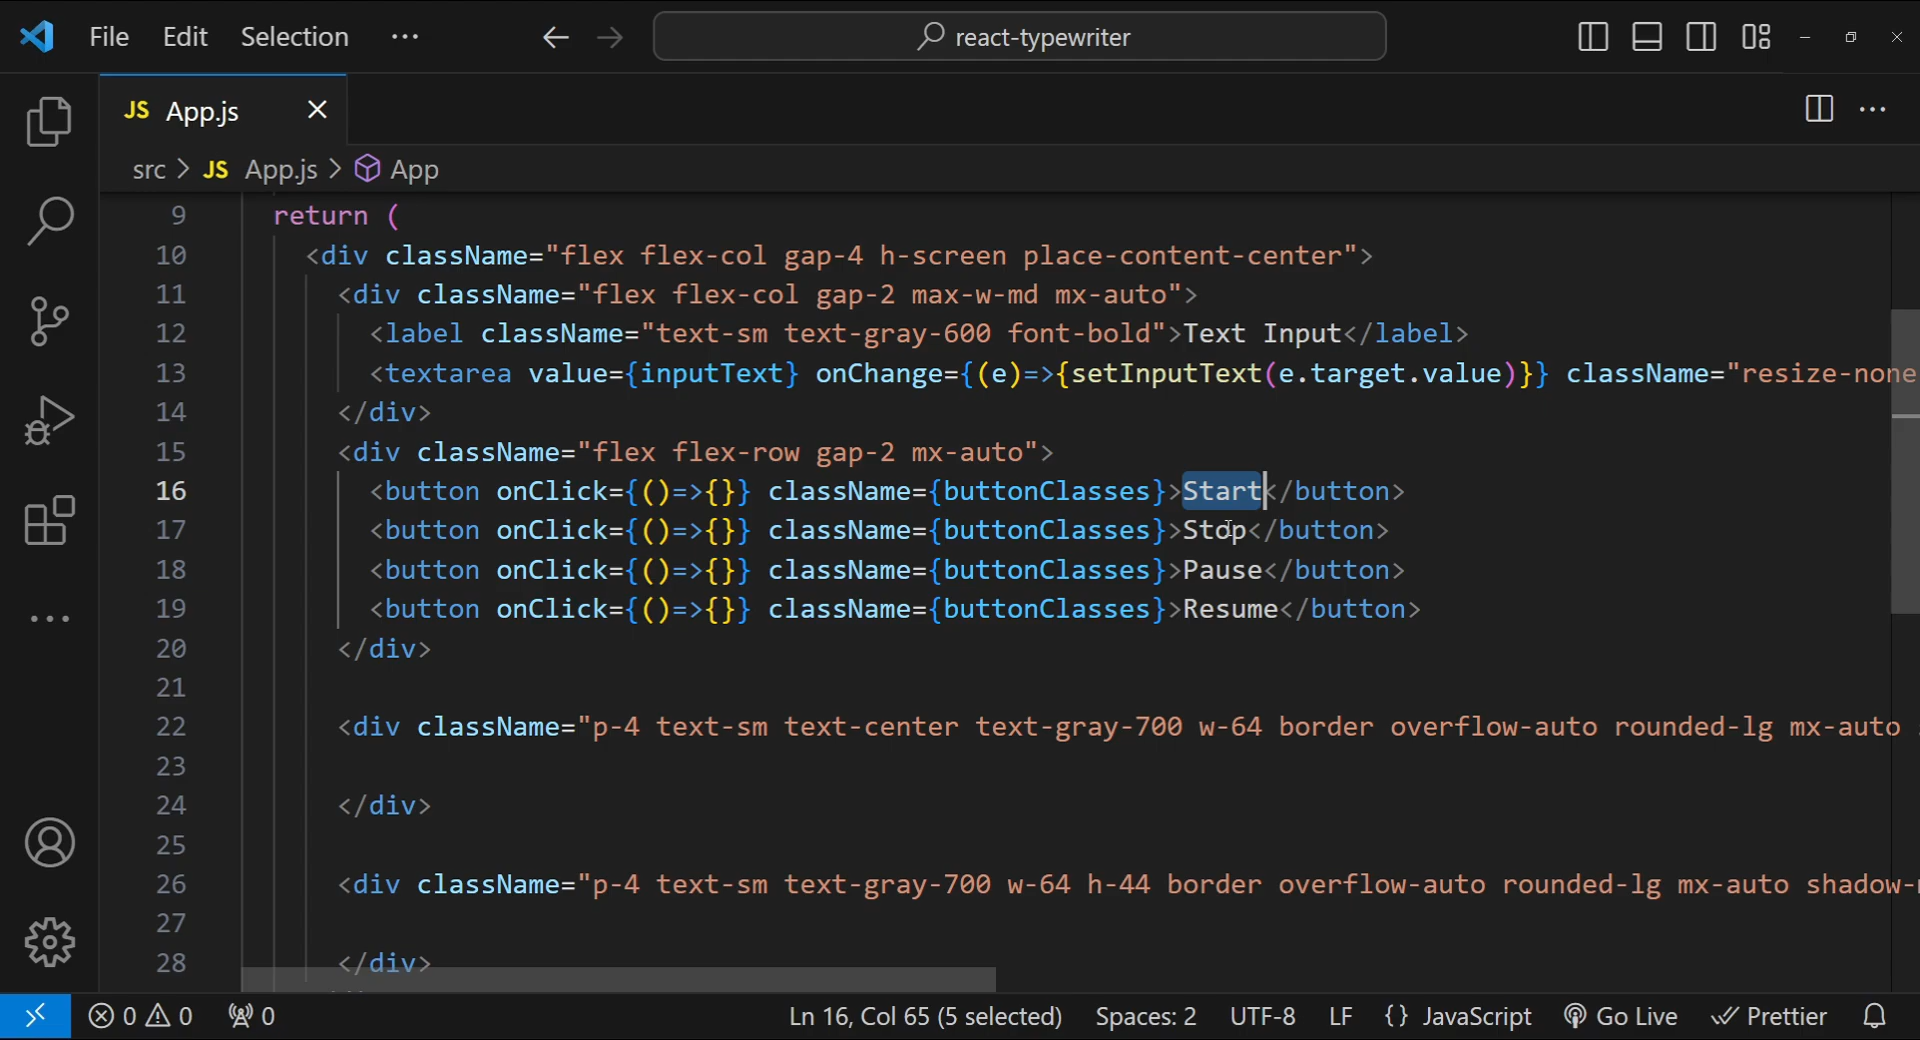 File Edit Selection ··· react-typewriter
JS App.js
src > JS App.js > App
9 return (
10 <div className="flex flex-col gap-4 h-screen place-content-center">
11 <div className="flex flex-col gap-2 max-w-md mx-auto">
12 <label className="text-sm text-gray-600 font-bold">Text Input</label>
13 <textarea value={inputText} onChange={(e)=>{setInputText(e.target.value)}} className="resize-none
14 </div>
15 <div className="flex flex-row gap-2 mx-auto">
16 <button onClick={()=>{}} className={buttonClasses}>Start</button>
17 <button onClick={()=>{}} className={buttonClasses}>Stop</button>
18 <button onClick={()=>{}} className={buttonClasses}>Pause</button>
19 <button onClick={()=>{}} className={buttonClasses}>Resume</button>
20 </div>
21
22 <div className="p-4 text-sm text-center text-gray-700 w-64 border overflow-auto rounded-lg mx-auto
23
24 </div>
25
26 <div className="p-4 text-sm text-gray-700 w-64 h-44 border overflow-auto rounded-lg mx-auto shadow-
27
28 </div>
0 0 0 Ln 16, Col 65 (5 selected) Spaces: 2 UTF-8 LF {} JavaScript Go Live Prettier